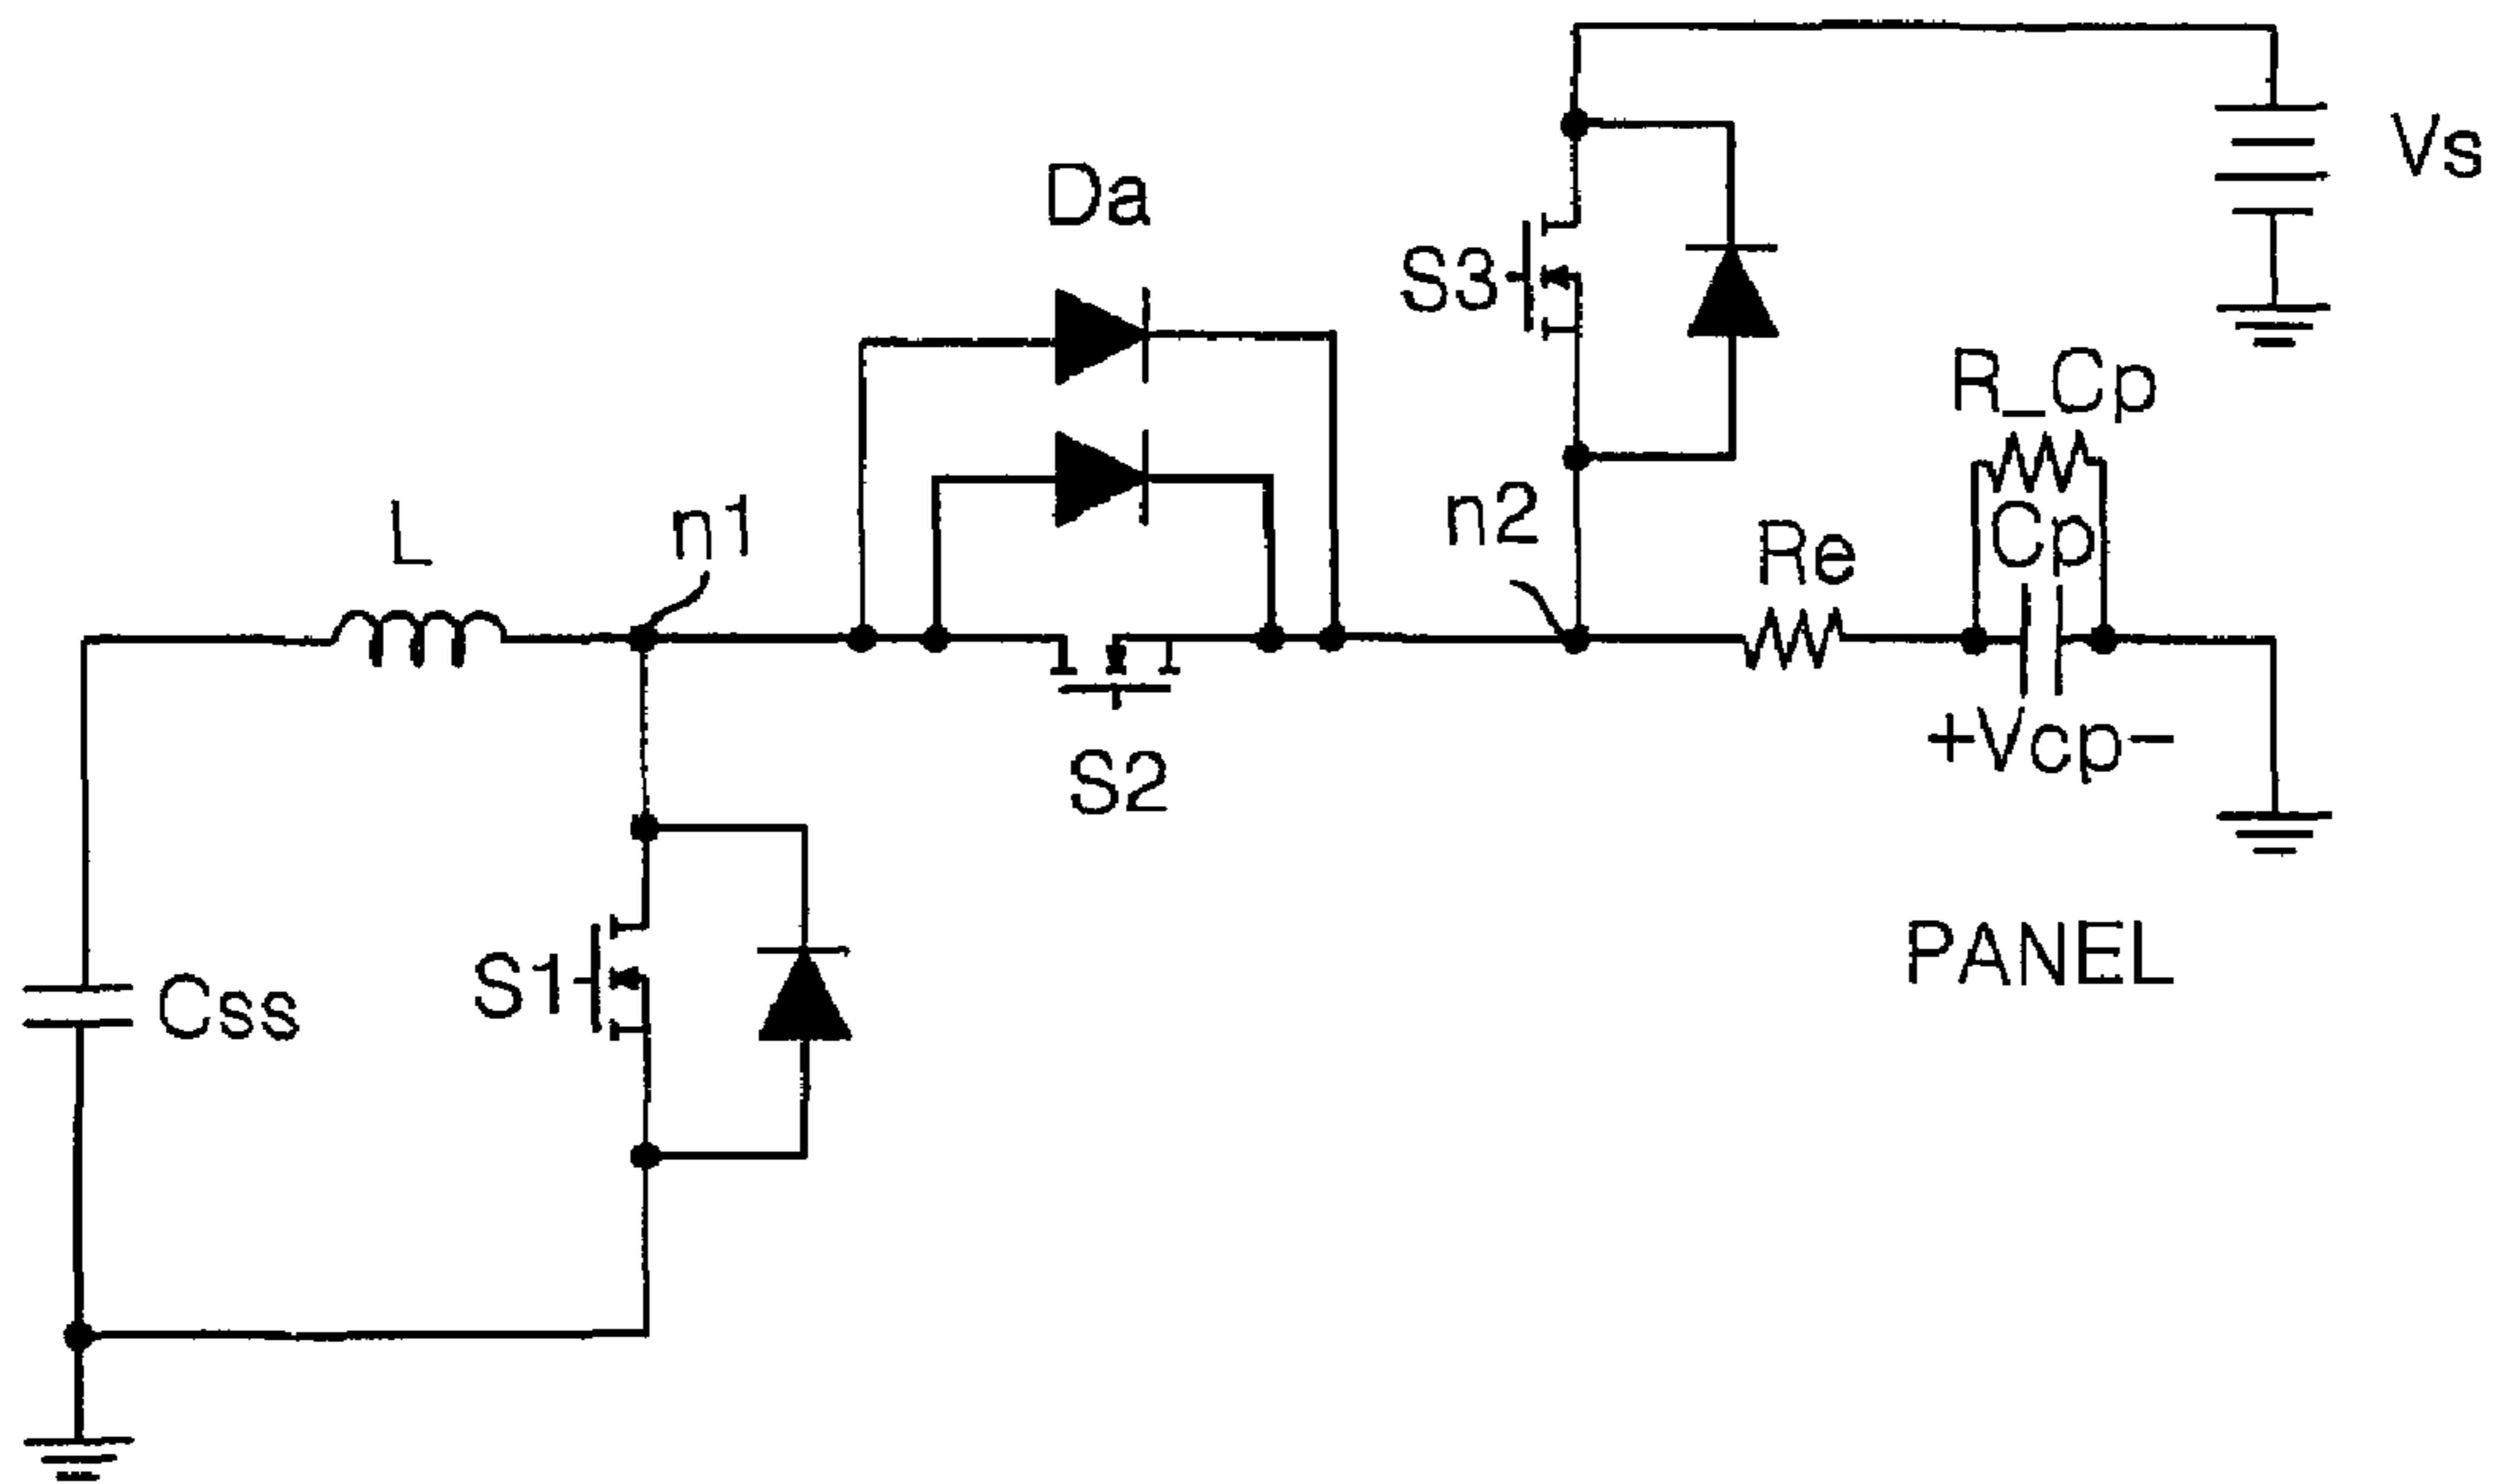 Vs
Da
S3
R_Cp
Cp
L
n1
n2
Re
+Vcp-
S2
PANEL
S1
Css